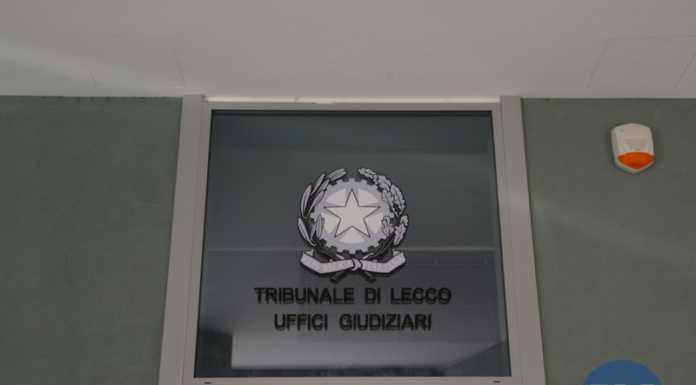 TRIBUNALE DI LECCO
UFFICI GIUDIZIARI